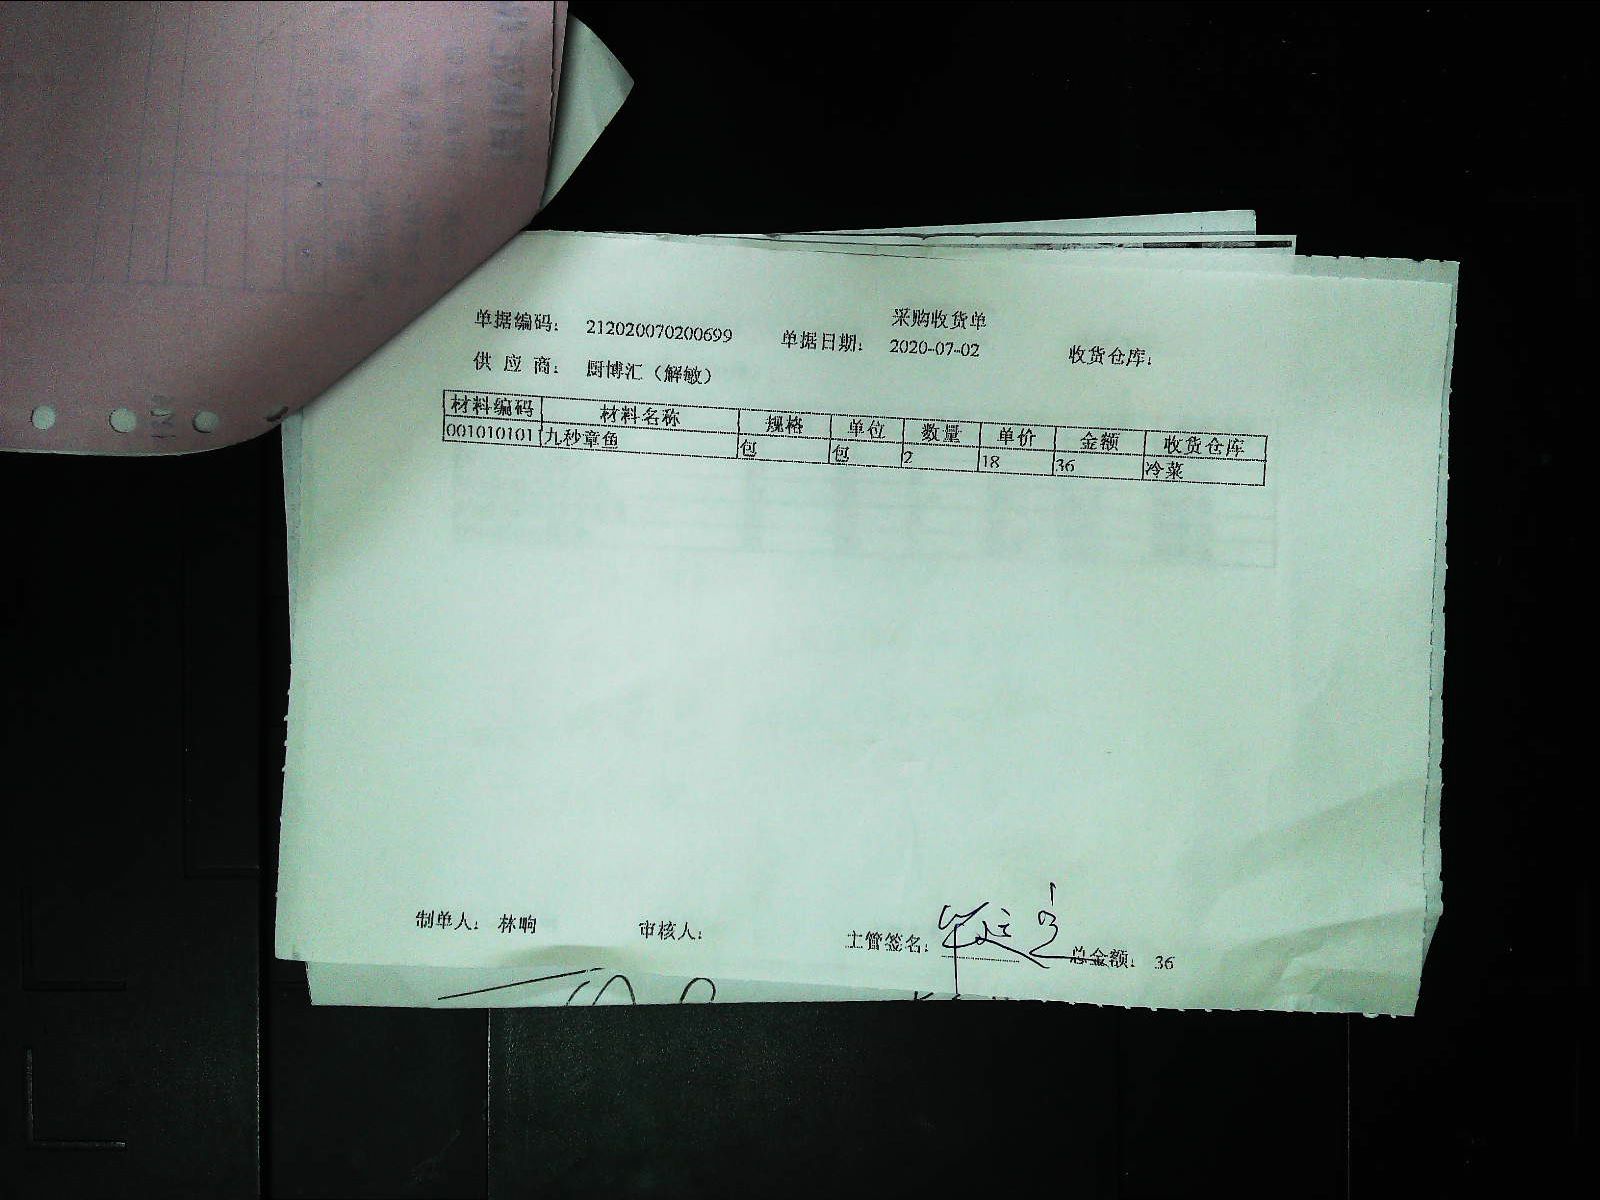 采购收货单
单据编码： 212020070200699 单据日期： 2020-07-02 收货仓库：
供 应 商： 厨博汇（解敏）
材料编码 材料名称 规格 单位 数量 单价 金额 收货仓库
001010101 九秒章鱼 包 包 2 18 36 冷菜
制单人： 林响 审核人： 主管签名： 总金额： 36